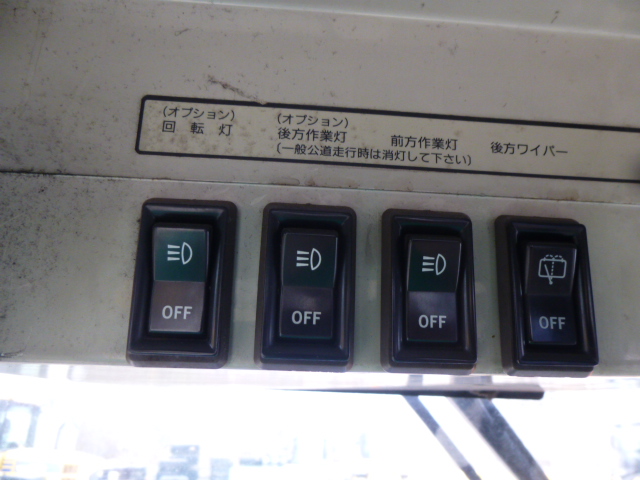 (オプション)
回転灯
(オプション)
後方作業灯
(一般公道走行時は消灯して下さい)
前方作業灯
後方ワイパー
OFF
OFF
OFF
OFF